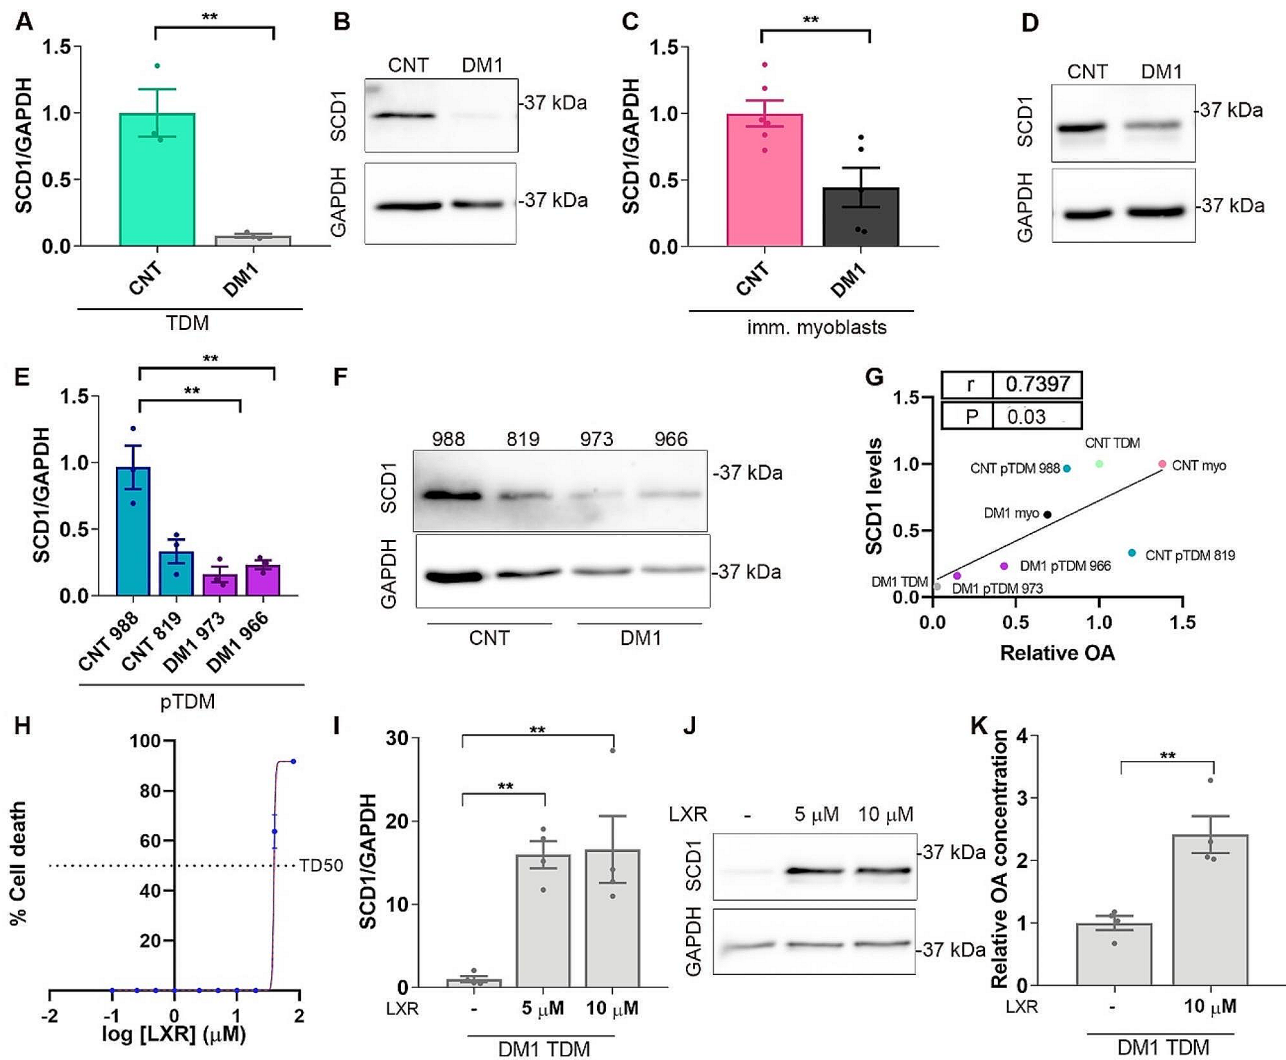 A
**
SCD1/GAPDH
1.5
1.0
0.5
0.0
CNT
DM1
TDM
B
CNT DM1
SCD1
-37 kDa
GAPDH
-37 kDa
C
**
SCD1/GAPDH
1.5
1.0
0.5
0.0
CNT
DM1
imm. myoblasts
D
CNT DM1
SCD1
-37 kDa
GAPDH
-37 kDa
E
**
**
SCD1/GAPDH
1.5
1.0
0.5
0.0
CNT 988
CNT 819
DM1 973
DM1 966
pTDM
F
988 819 973 966
SCD1
-37 kDa
GAPDH
-37 kDa
CNT DM1
G
r 0.7397
P 0.03
SCD1 levels
1.5
1.0
0.5
0.0
CNT TDM
CNT pTDM 988
CNT myo
DM1 myo
CNT pTDM 819
DM1 pTDM 966
DM1 TDM
DM1 pTDM 973
0.0 0.5 1.0 1.5
Relative OA
H
% Cell death
100
80
60
40
20
TD50
-2 -1 0 1 2
log [LXR] (μM)
I
**
**
SCD1/GAPDH
30
20
10
0
LXR - 5 μM 10 μM
DM1 TDM
J
LXR - 5 μM 10 μM
SCD1
-37 kDa
GAPDH
-37 kDa
K
**
Relative OA concentration
4
3
2
1
0
LXR - 10 μM
DM1 TDM